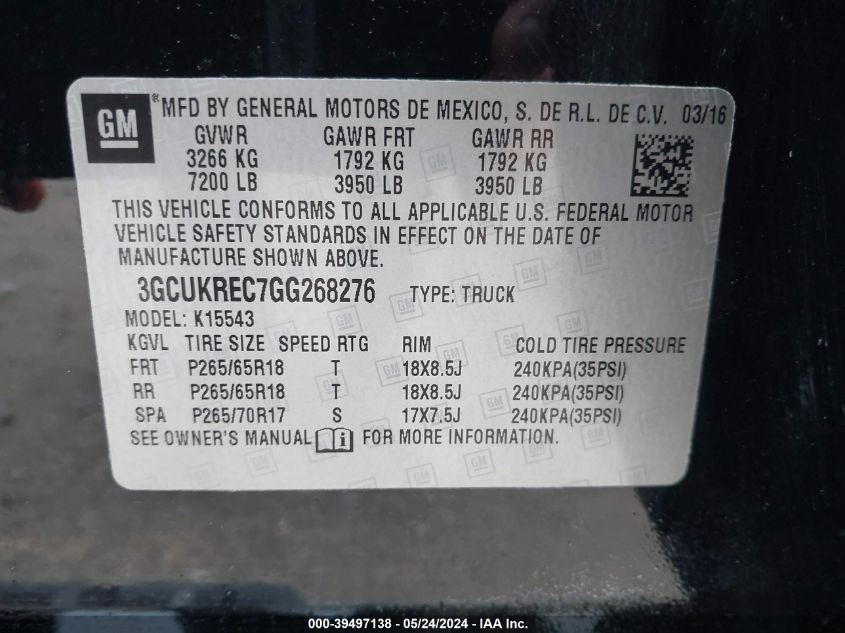 GM ® MFD BY GENERAL MOTORS DE MEXICO, S. DE R.L. DE C.V. 03/16
GVWR GAWR FRT GAWR RR
3266 KG 1792 KG 1792 KG
7200 LB 3950 LB 3950 LB
THIS VEHICLE CONFORMS TO ALL APPLICABLE U.S. FEDERAL MOTOR
VEHICLE SAFETY STANDARDS IN EFFECT ON THE DATE OF
MANUFACTURE SHOWN ABOVE.
3GCUKREC7GG268276 TYPE: TRUCK
MODEL: K15543
KGVL TIRE SIZE SPEED RTG RIM COLD TIRE PRESSURE
FRT P265/65R18 T 18X8.5J 240KPA(35PSI)
RR P265/65R18 T 18X8.5J 240KPA(35PSI)
SPA P265/70R17 S 17X7.5J 240KPA(35PSI)
SEE OWNER'S MANUAL FOR MORE INFORMATION.
000-39497138 - 05/24/2024 - IAA Inc.